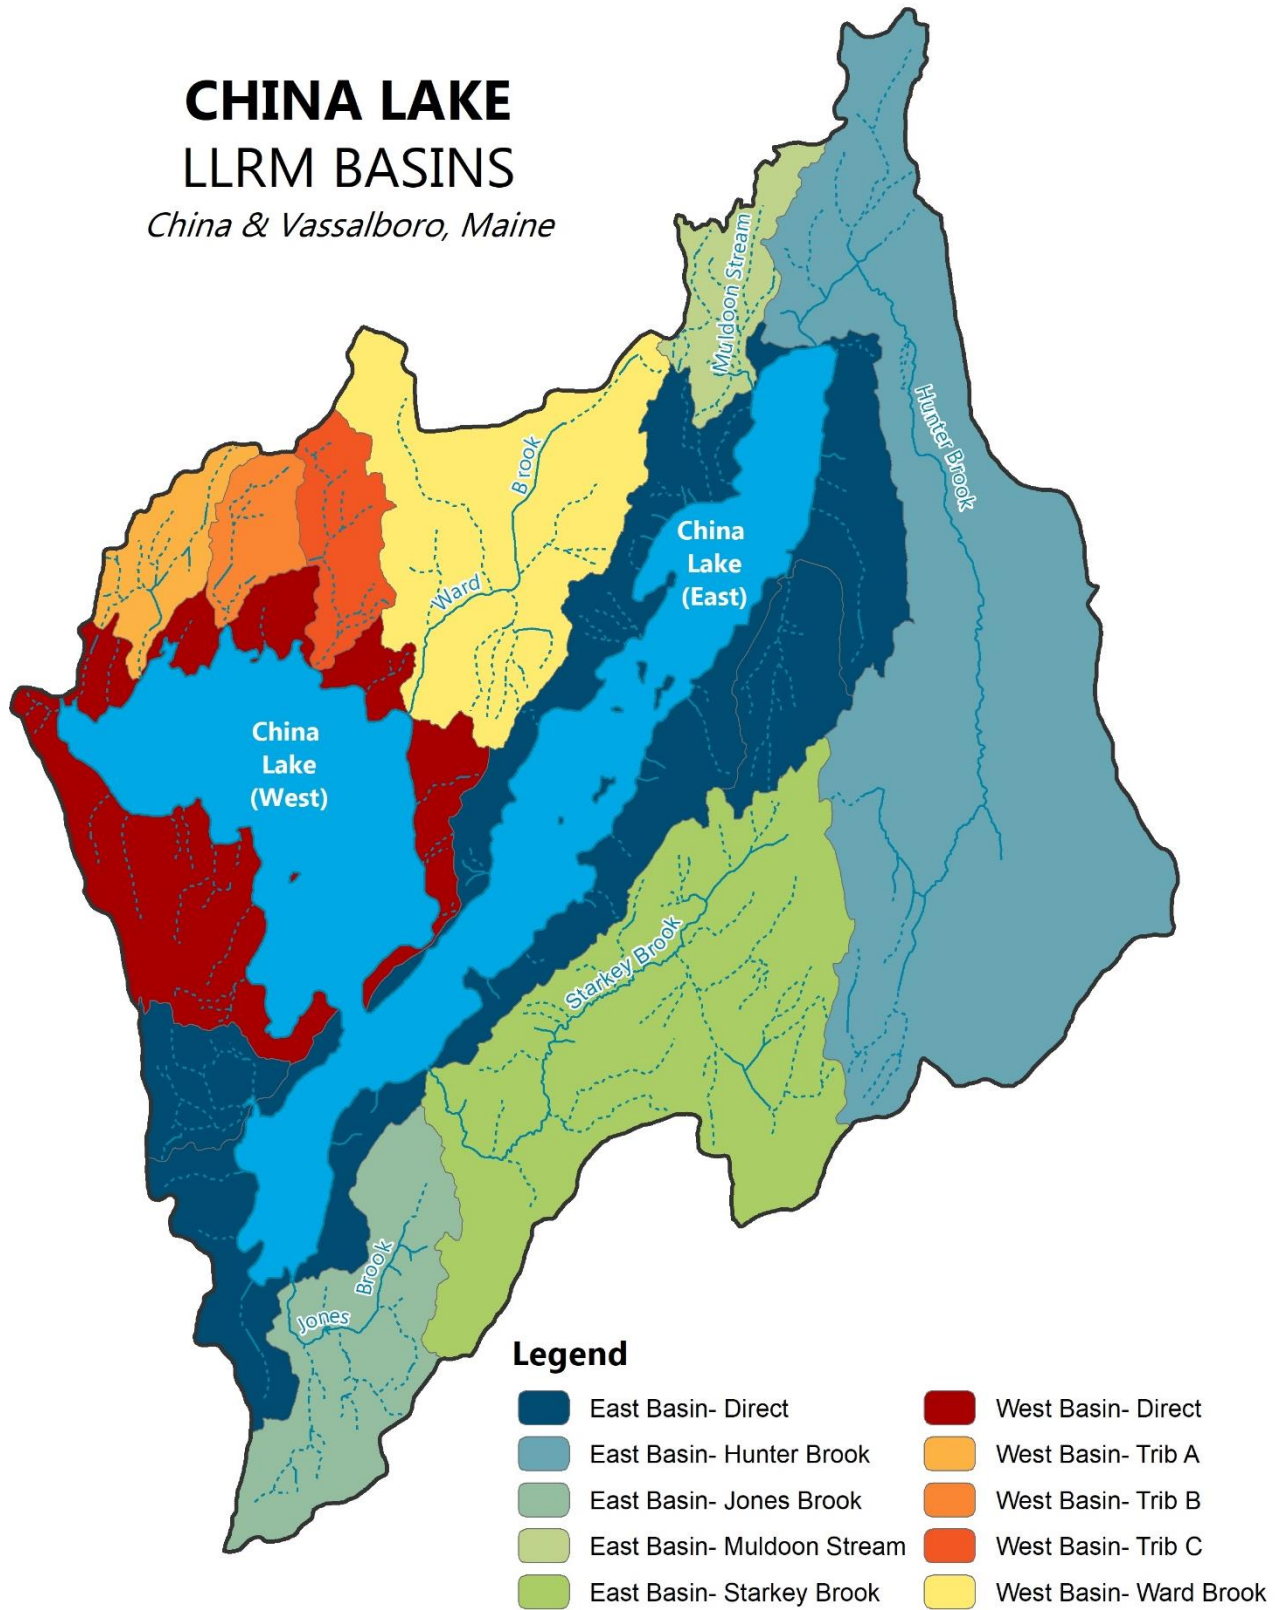 CHINA LAKE
LLRM BASINS
China & Vassalboro, Maine
Muldoon Stream
Hunter Brook
Brook
Ward
China
Lake
(East)
China
Lake
(West)
Starkey Brook
Brook
Jones
Legend
East Basin- Direct
East Basin- Hunter Brook
East Basin- Jones Brook
East Basin- Muldoon Stream
East Basin- Starkey Brook
West Basin- Direct
West Basin- Trib A
West Basin- Trib B
West Basin- Trib C
West Basin- Ward Brook